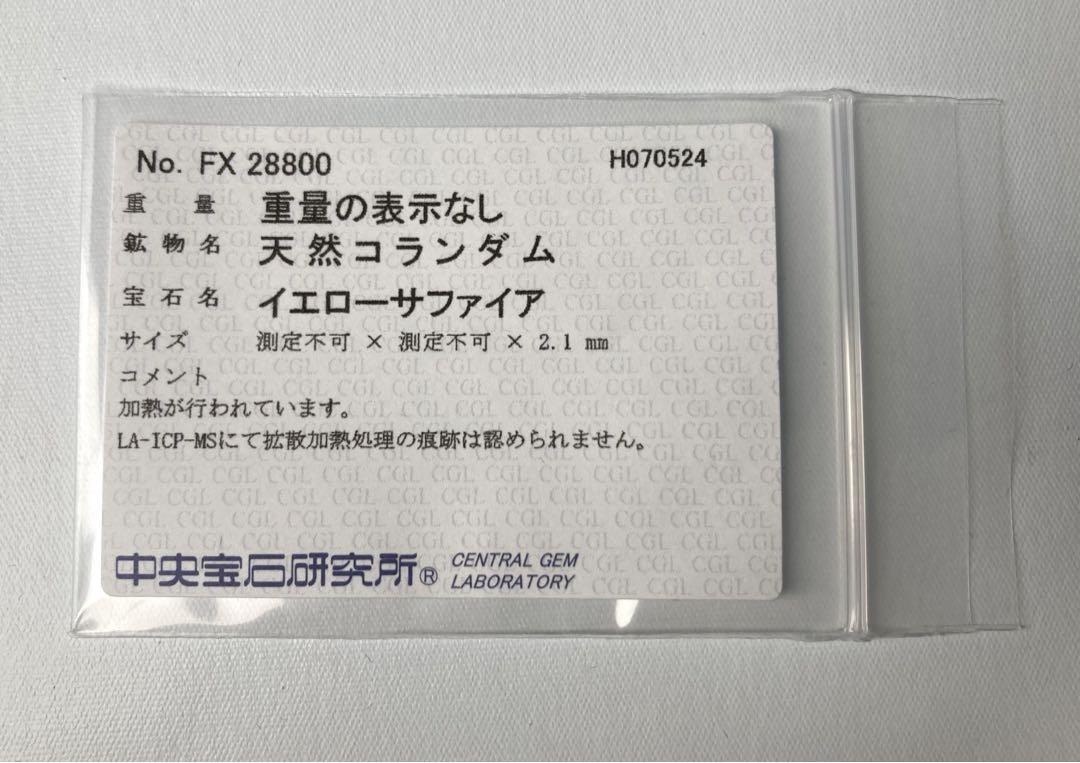 No. FX 28800 H070524
重量 重量の表示なし
鉱物名 天然コランダム
宝石名 イエローサファイア
サイズ 測定不可 × 測定不可 × 2.1 mm
コメント
加熱が行われています。
LA-ICP-MSにて拡散加熱処理の痕跡は認められません。
中央宝石研究所® CENTRAL GEM
LABORATORY